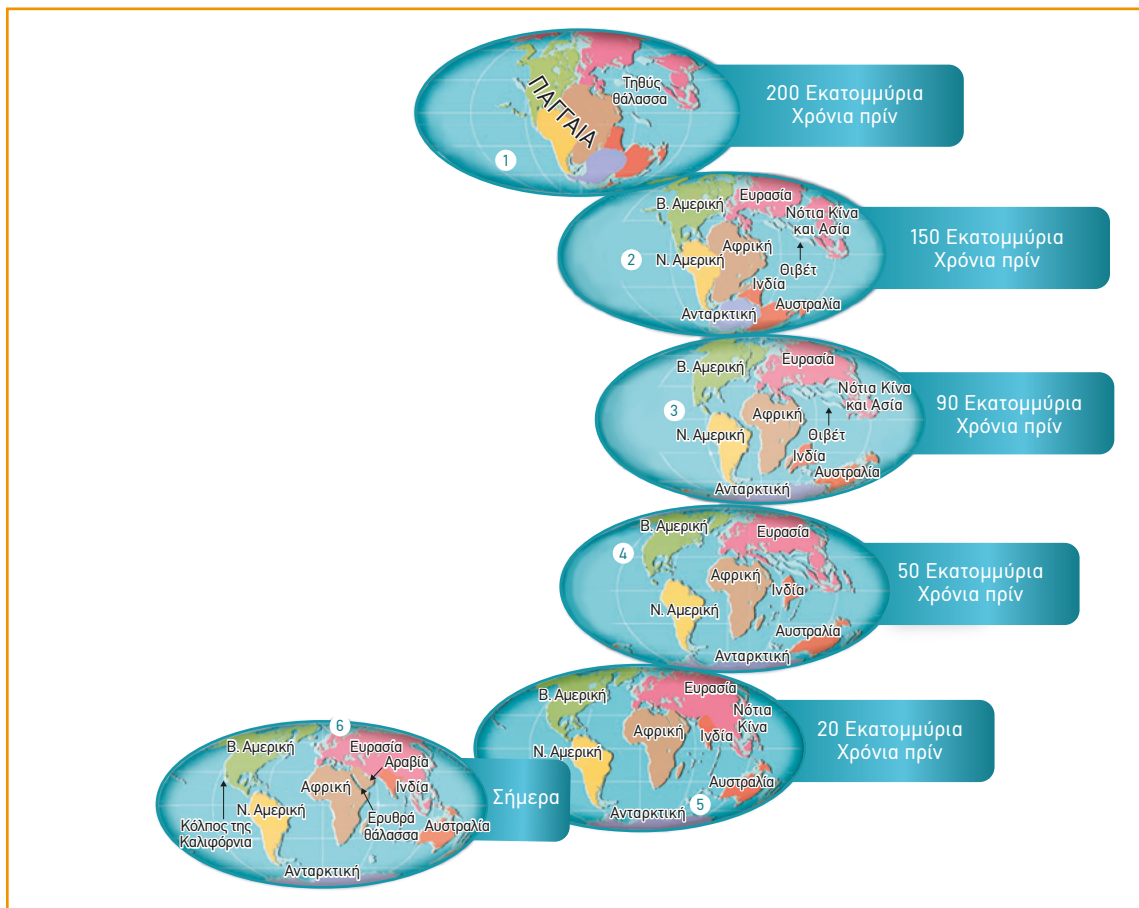 ΠΑΓΓΑΙΑ
Τηθύς
θάλασσα
1
200 Εκατομμύρια
Χρόνια πρίν
Β. Αμερική
Ευρασία
Νότια Κίνα
και Ασία
Αφρική
2
Ν. Αμερική
Θιβέτ
Ινδία
Αυστραλία
Ανταρκτική
150 Εκατομμύρια
Χρόνια πρίν
Β. Αμερική
Ευρασία
Νότια Κίνα
και Ασία
3
Αφρική
Ν. Αμερική
Θιβέτ
Ινδία
Αυστραλία
Ανταρκτική
90 Εκατομμύρια
Χρόνια πρίν
Β. Αμερική
Ευρασία
4
Αφρική
Ινδία
Ν. Αμερική
Αυστραλία
Ανταρκτική
50 Εκατομμύρια
Χρόνια πρίν
Β. Αμερική
Ευρασία
Νότια
Κίνα
Αφρική
Ινδία
Ν. Αμερική
Αυστραλία
Ανταρκτική
5
20 Εκατομμύρια
Χρόνια πρίν
6
Β. Αμερική
Ευρασία
Αραβία
Αφρική
Ινδία
Ν. Αμερική
Ερυθρά
θάλασσα
Κόλπος της
Καλιφόρνια
Αυστραλία
Ανταρκτική
Σήμερα